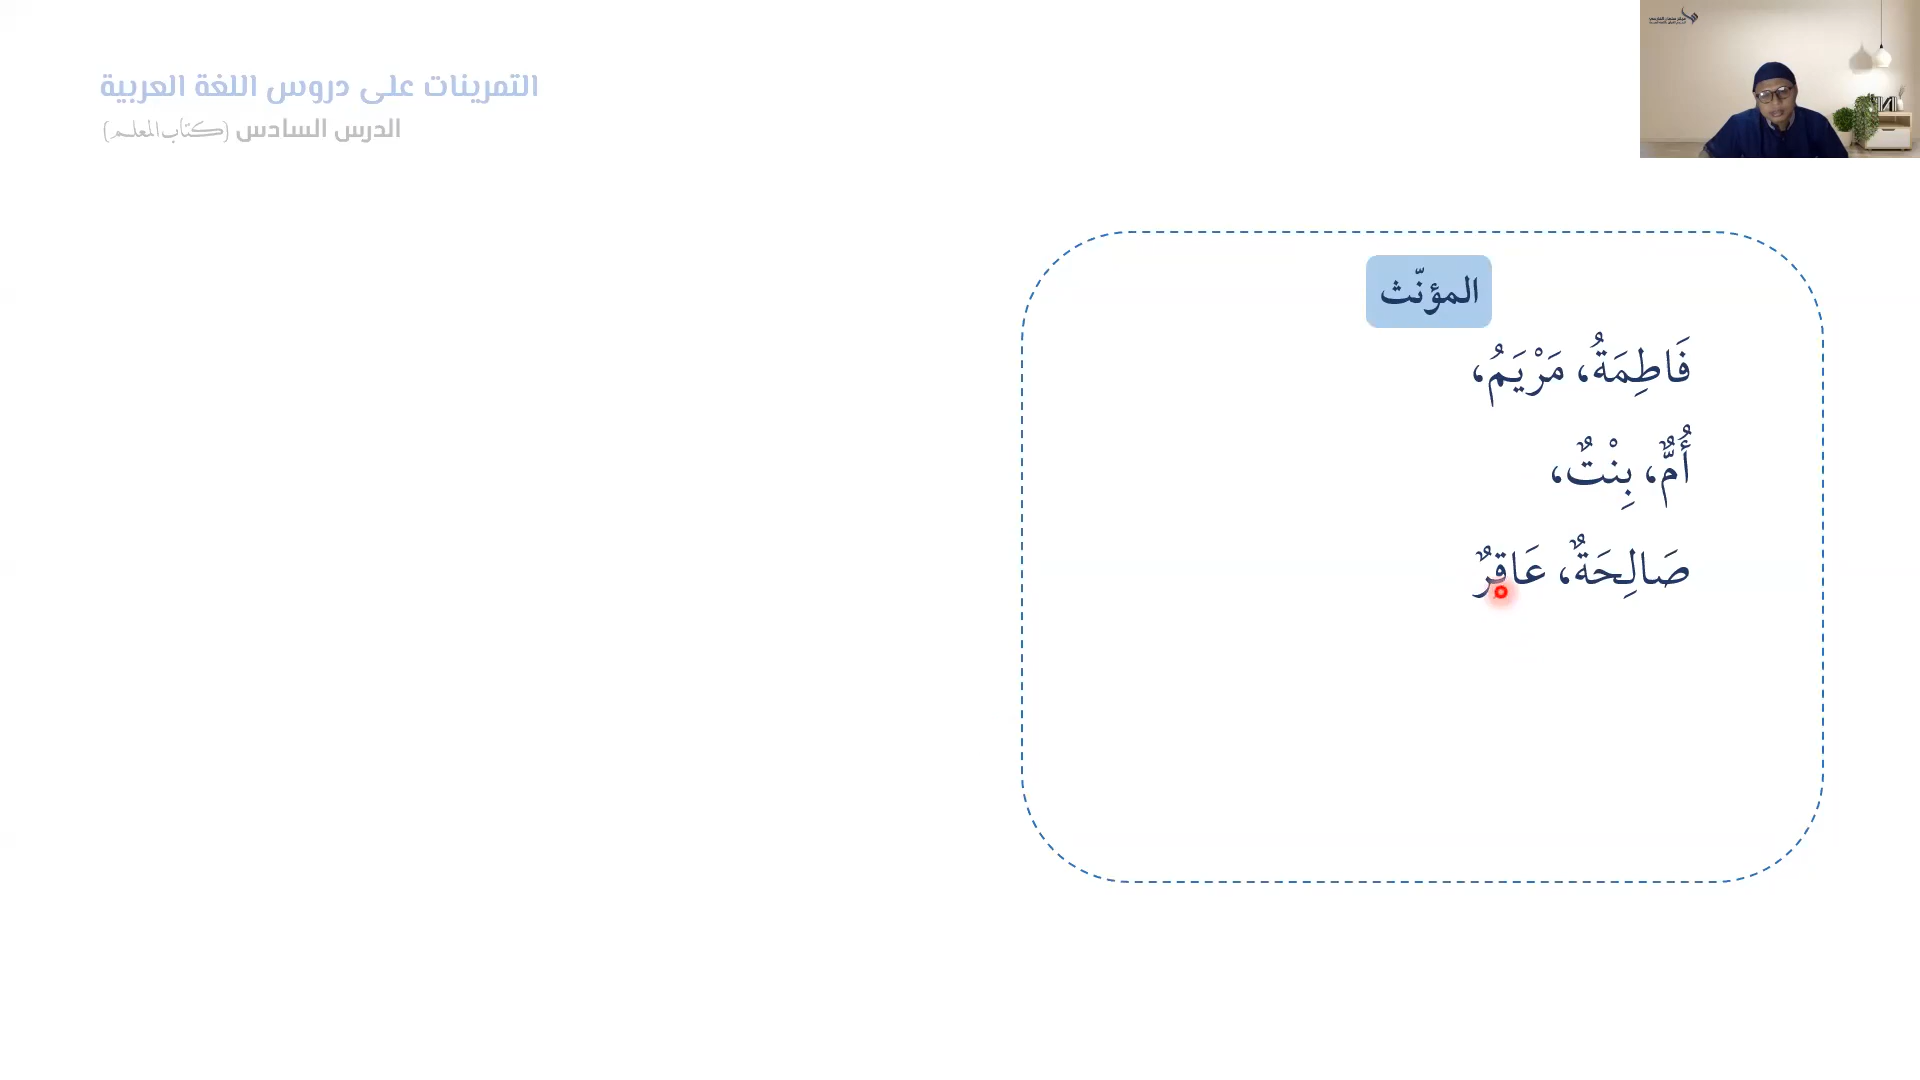 التمرينات على دروس اللغة العربية
الدرس السادس (كتاب المعلم)
المؤنّث
فَاطِمَةُ، مَرْيَمُ،
أُمٌّ، بِنْتٌ،
صَالِحَةٌ، عَاقِرٌ